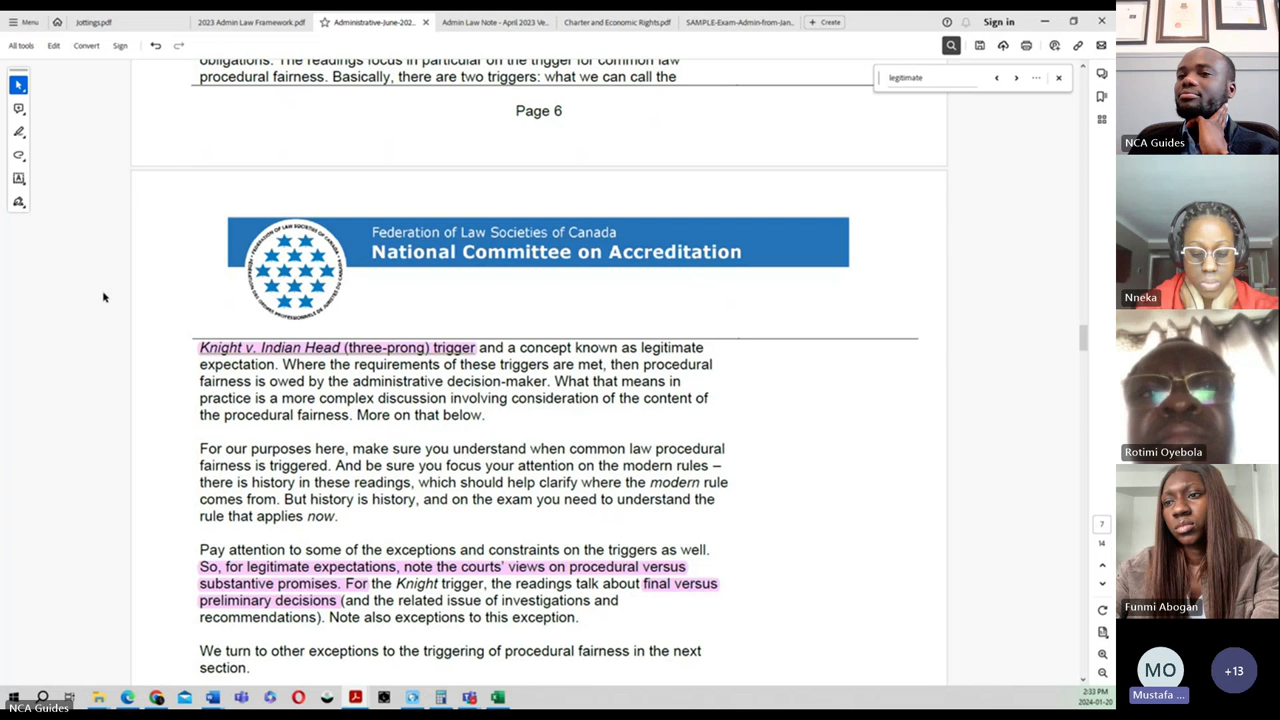 Menu
Jottings.pdf
2023 Admin Law Framework.pdf
Administrative-June-202...
Admin Law Note - April 2023 Ve...
Charter and Economic Rights.pdf
SAMPLE-Exam-Admin-from-Jan...
+ Create
Sign in
All tools
Edit
Convert
Sign
legitimate
obligations. The readings focus in particular on the trigger for common law
procedural fairness. Basically, there are two triggers: what we can call the
Page 6
Federation of Law Societies of Canada
National Committee on Accreditation
Knight v. Indian Head (three-prong) trigger and a concept known as legitimate
expectation. Where the requirements of these triggers are met, then procedural
fairness is owed by the administrative decision-maker. What that means in
practice is a more complex discussion involving consideration of the content of
the procedural fairness. More on that below.
For our purposes here, make sure you understand when common law procedural
fairness is triggered. And be sure you focus your attention on the modern rules –
there is history in these readings, which should help clarify where the modern rule
comes from. But history is history, and on the exam you need to understand the
rule that applies now.
Pay attention to some of the exceptions and constraints on the triggers as well.
So, for legitimate expectations, note the courts' views on procedural versus
substantive promises. For the Knight trigger, the readings talk about final versus
preliminary decisions (and the related issue of investigations and
recommendations). Note also exceptions to this exception.
We turn to other exceptions to the triggering of procedural fairness in the next
section.
7
14
2:33 PM
2024-01-20
NCA Guides
NCA Guides
Nneka
Rotimi Oyebola
Funmi Abogan
MO
Mustafa ...
+13